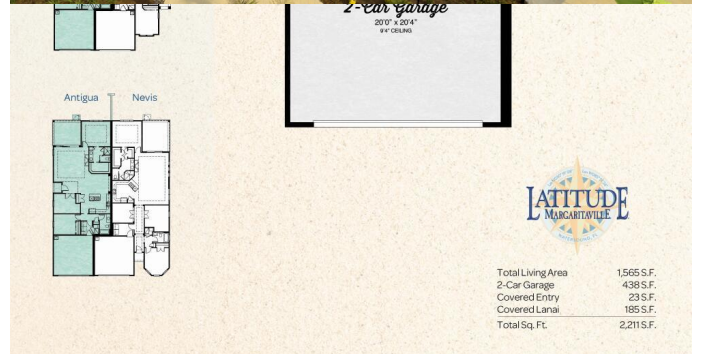 2-Car Garage
20'0" x 20'4"
9'4" CEILING
Antigua Nevis
LATITUDE
MARGARITAVILLE
Total Living Area 1,565 S.F.
2-Car Garage 438 S.F.
Covered Entry 23 S.F.
Covered Lanai 185 S.F.
Total Sq. Ft. 2,211 S.F.